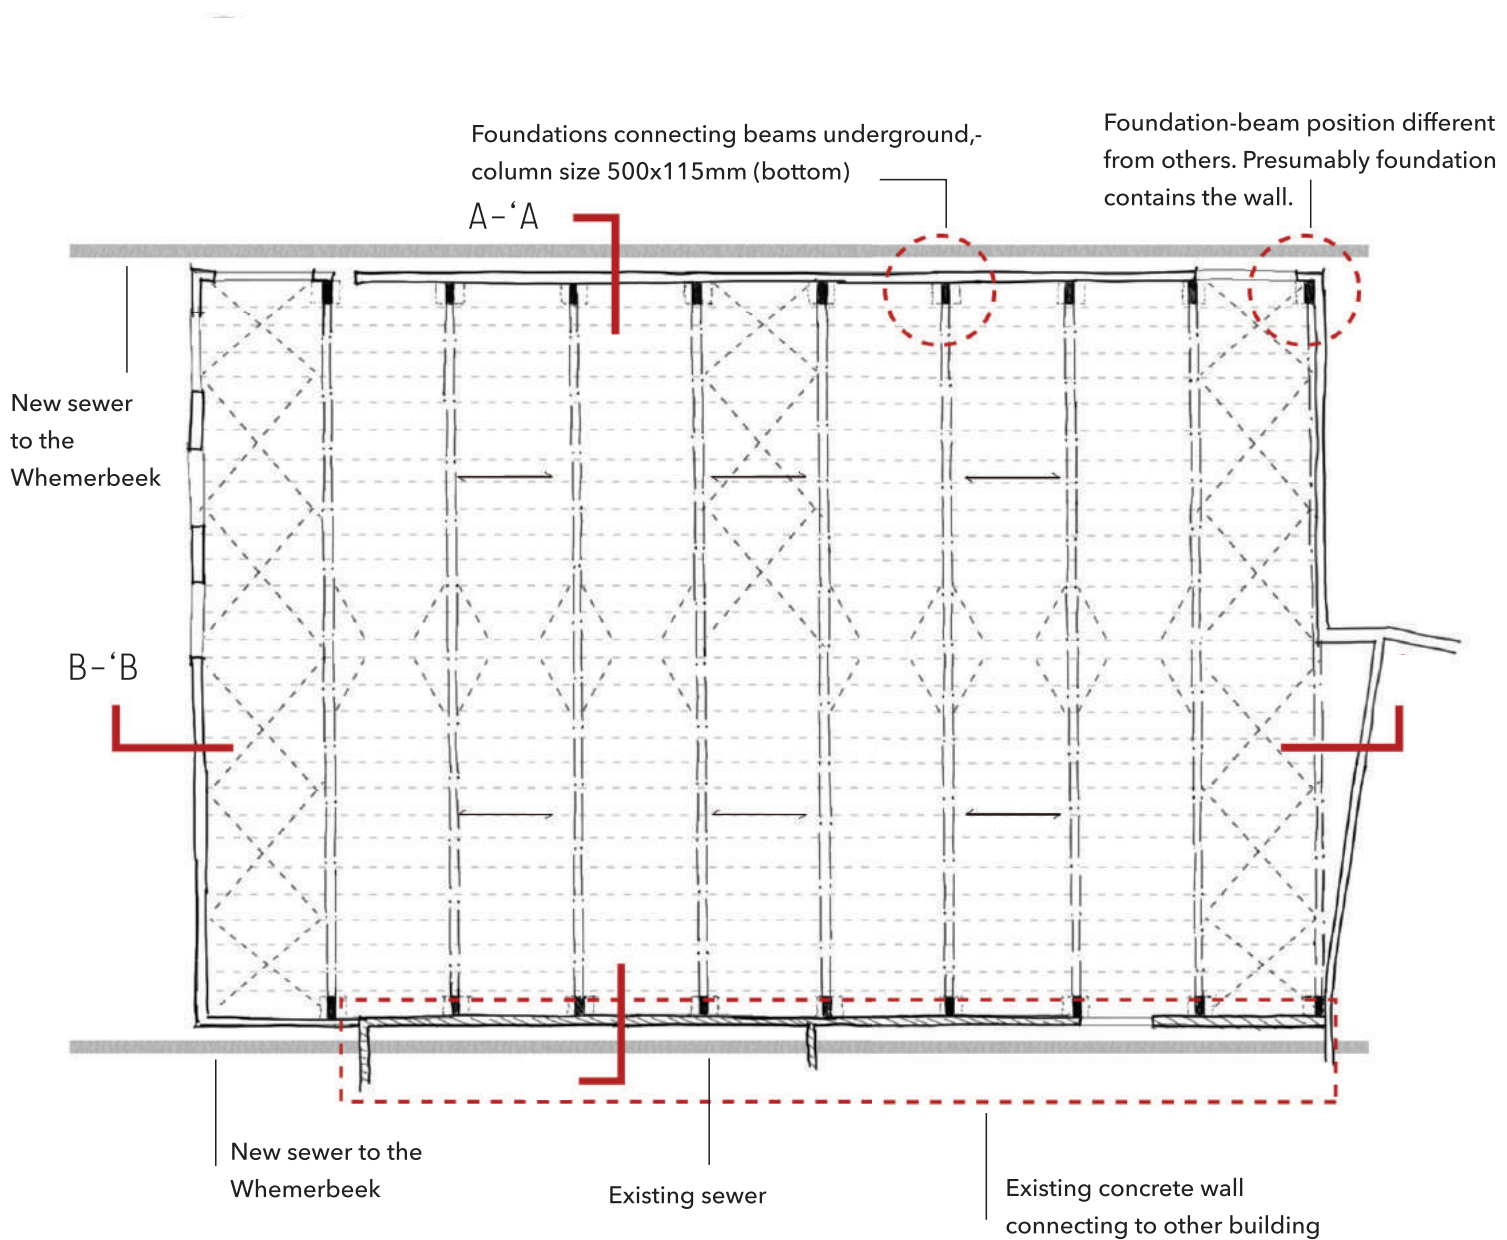 Foundations connecting beams underground,-
column size 500x115mm (bottom)
Foundation-beam position different
from others. Presumably foundation
contains the wall.
A-‘A
New sewer
to the
Whemerbeek
B-‘B
New sewer to the
Whemerbeek
Existing sewer
Existing concrete wall
connecting to other building